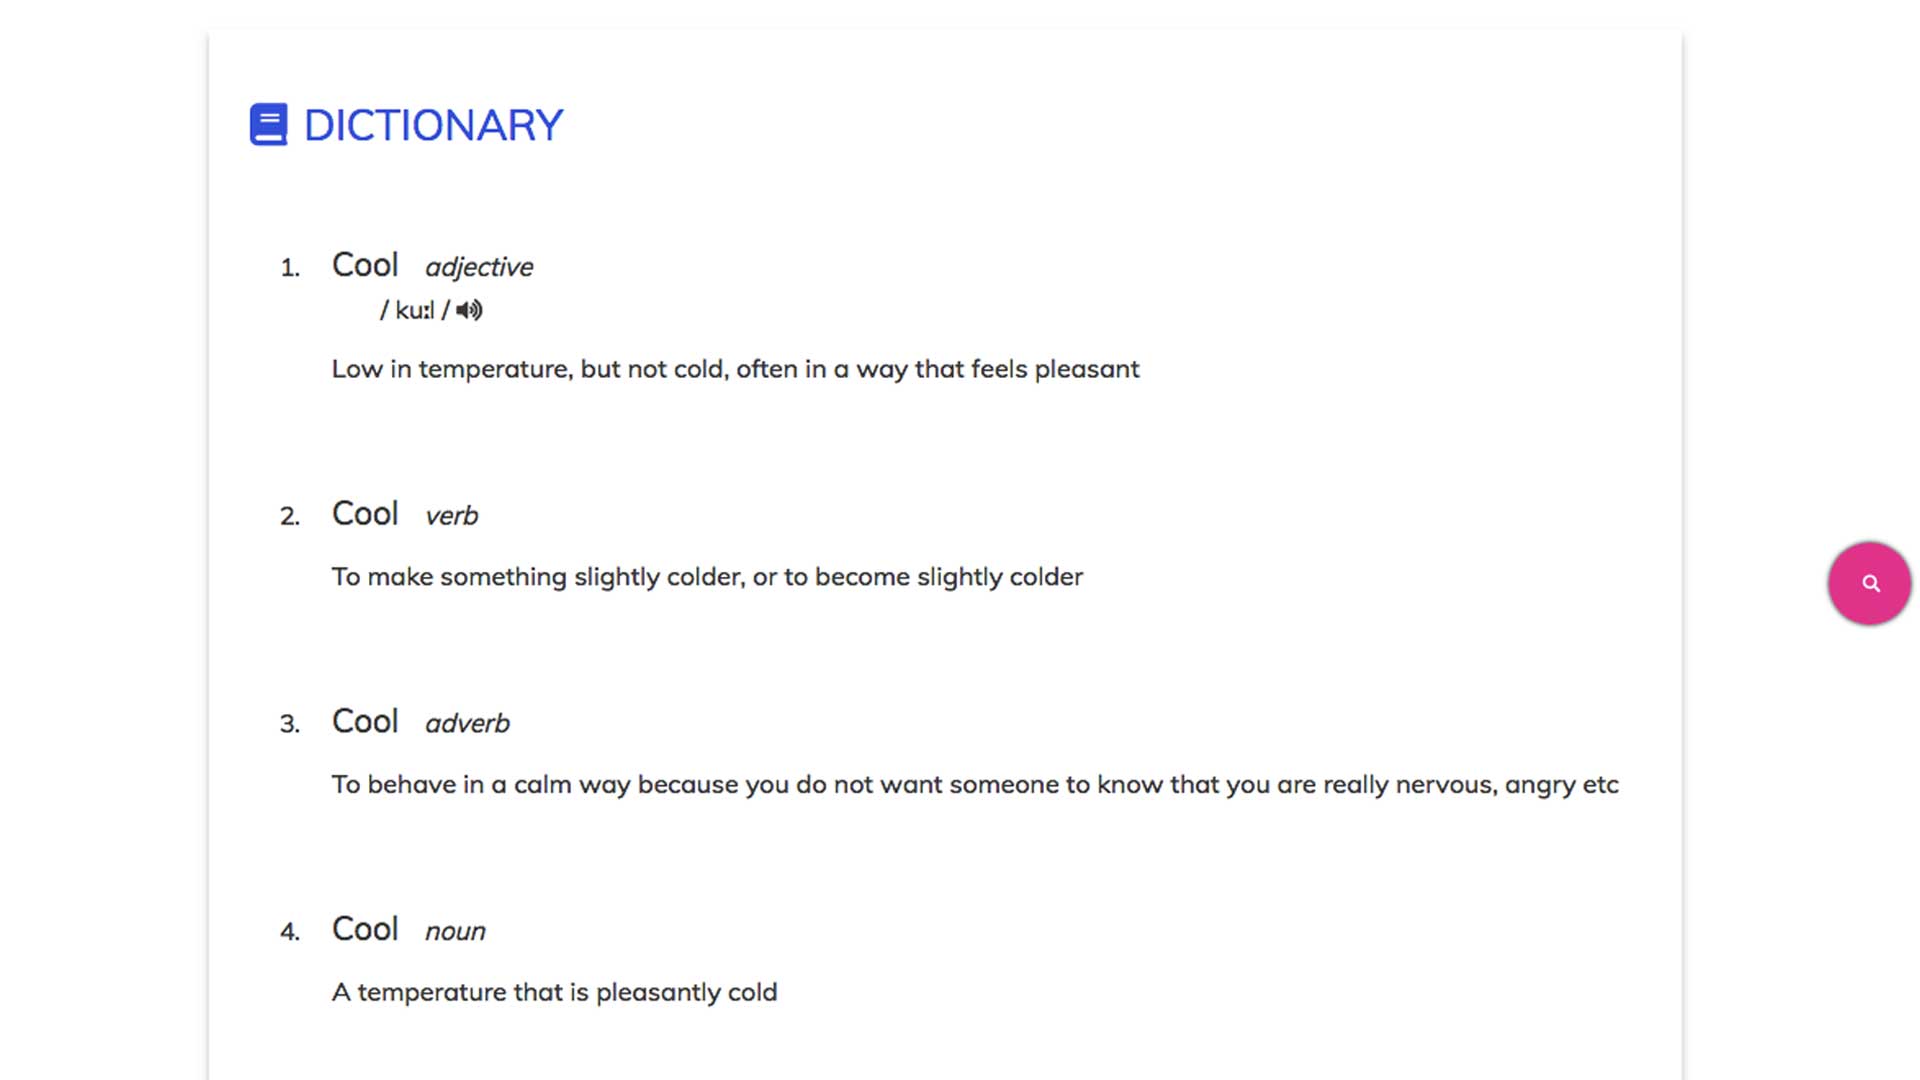 DICTIONARY
1. Cool adjective
/ ku:l /
Low in temperature, but not cold, often in a way that feels pleasant
2. Cool verb
To make something slightly colder, or to become slightly colder
3. Cool adverb
To behave in a calm way because you do not want someone to know that you are really nervous, angry etc
4. Cool noun
A temperature that is pleasantly cold